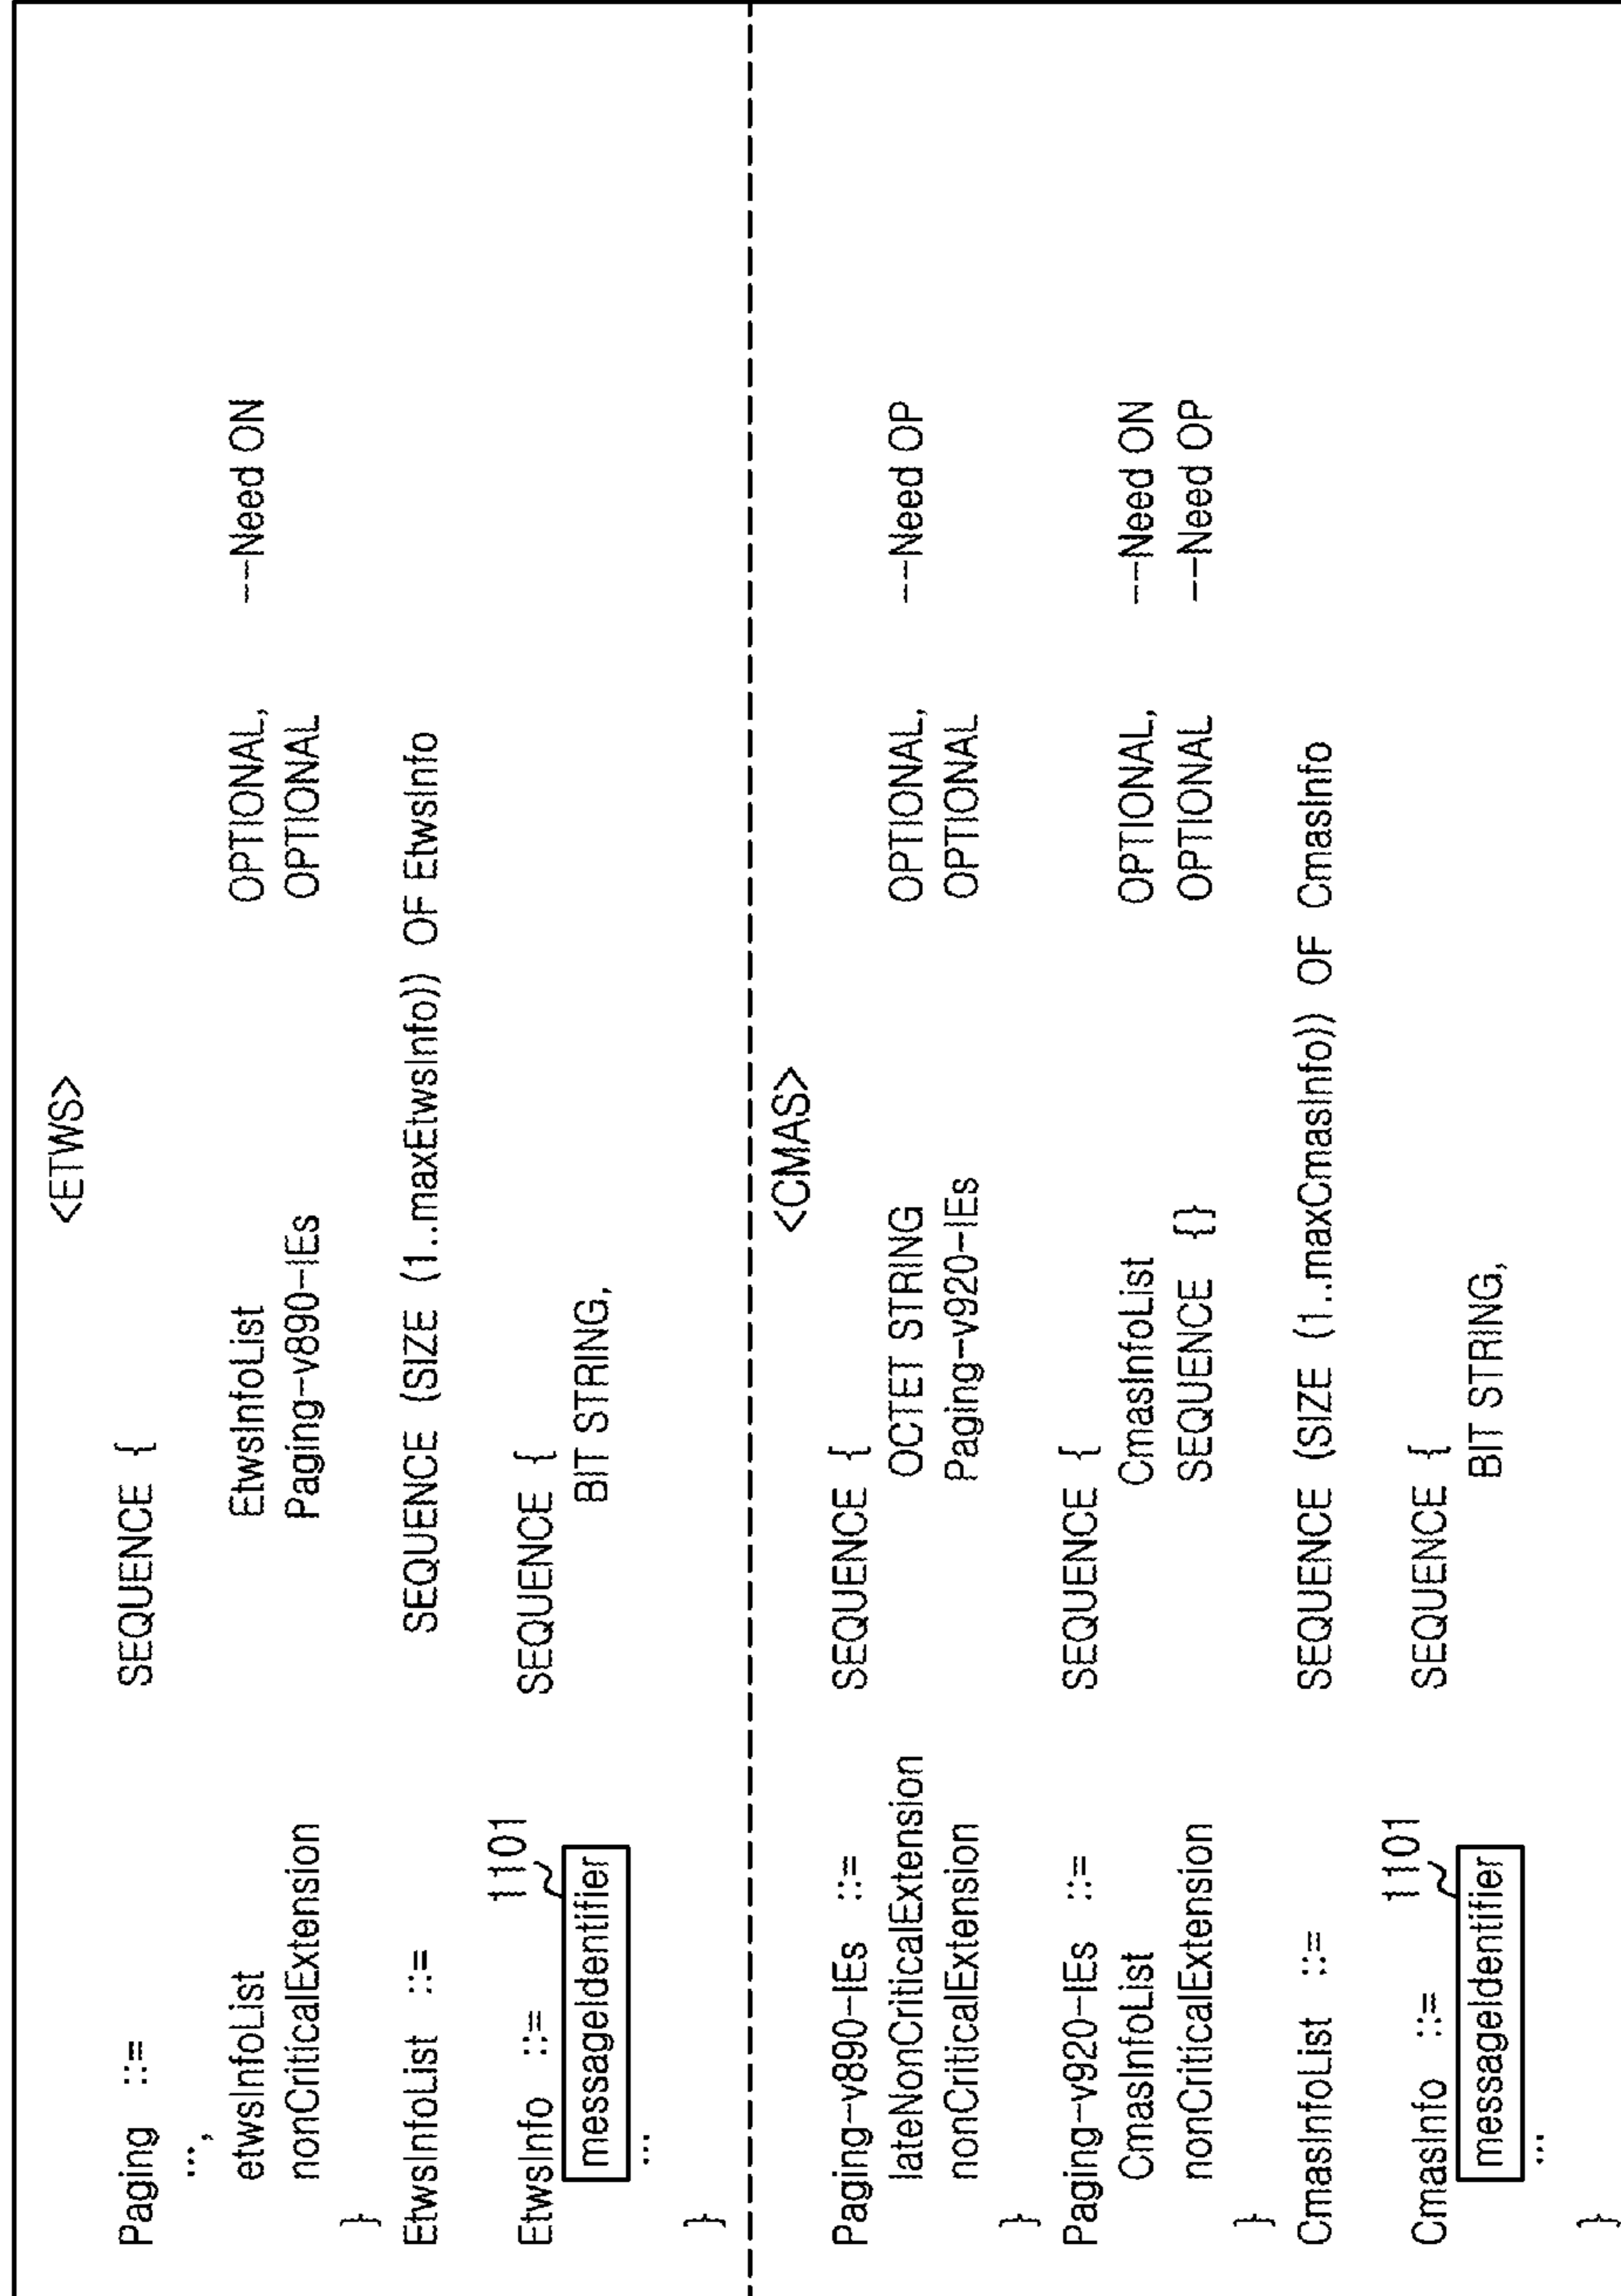 <ETWS>
Paging ::= SEQUENCE {
...,
etwsInfoList EtwsInfoList OPTIONAL, ---Need ON
nonCriticalExtension Paging-v890-IEs OPTIONAL
}
EtwsInfoList ::= SEQUENCE (SIZE (1..maxEtwsInfo)) OF EtwsInfo
1101
EtwsInfo ::= SEQUENCE {
messageIdentifier BIT STRING,
...
}
<CMAS>
Paging-v890-IEs ::= SEQUENCE {
lateNonCriticalExtension OCTET STRING OPTIONAL, ---Need OP
nonCriticalExtension Paging-v920-IEs OPTIONAL
}
Paging-v920-IEs ::= SEQUENCE {
CmasInfoList CmasInfoList OPTIONAL, ---Need ON
nonCriticalExtension SEQUENCE {} OPTIONAL ---Need OP
}
CmasInfoList ::= SEQUENCE (SIZE (1..maxCmasInfo)) OF CmasInfo
1101
CmasInfo ::= SEQUENCE {
messageIdentifier BIT STRING,
...
}